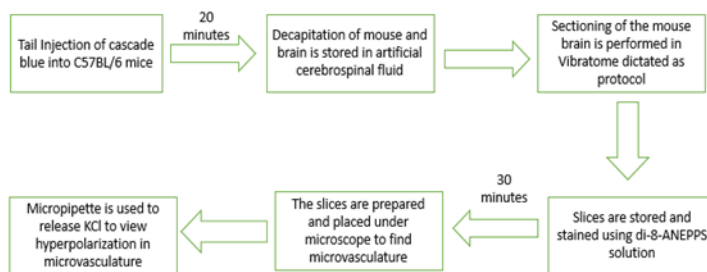 Tail Injection of cascade
blue into C57BL/6 mice
20
minutes
Decapitation of mouse and
brain is stored in artificial
cerebrospinal fluid
Sectioning of the mouse
brain is performed in
Vibratome dictated as
protocol
Slices are stored and
stained using di-8-ANEPPS
solution
30
minutes
The slices are prepared
and placed under
microscope to find
microvasculature
Micropipette is used to
release KCl to view
hyperpolarization in
microvasculature